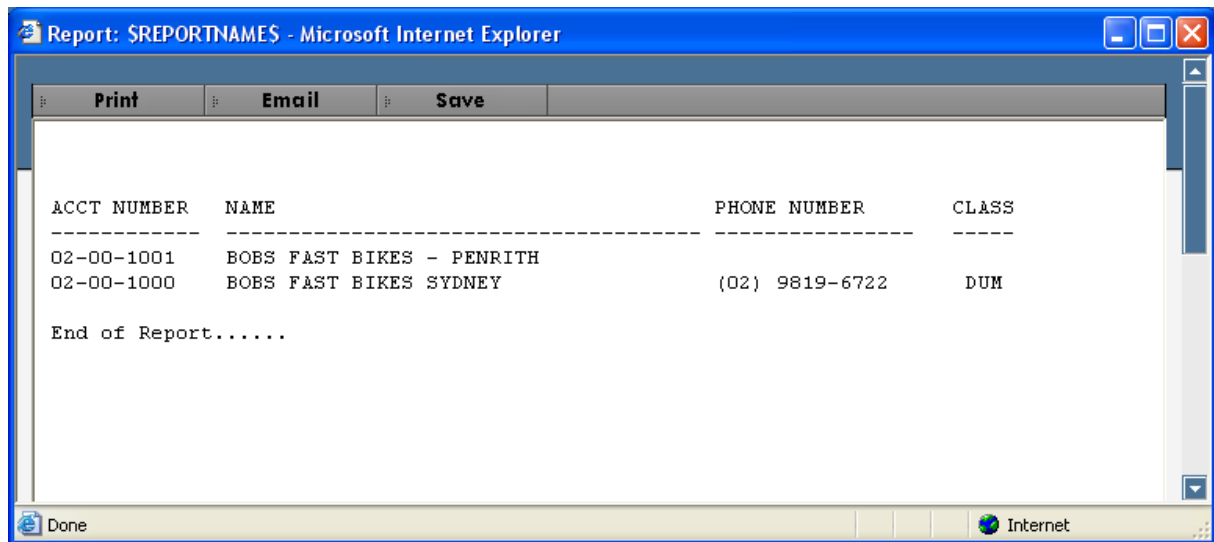 Report: $REPORTNAME$ - Microsoft Internet Explorer
Print Email Save
ACCT NUMBER NAME PHONE NUMBER CLASS
------------ -------------------------------------- ---------------- -----
02-00-1001 BOBS FAST BIKES - PENRITH
02-00-1000 BOBS FAST BIKES SYDNEY (02) 9819-6722 DUM
End of Report......
Done Internet